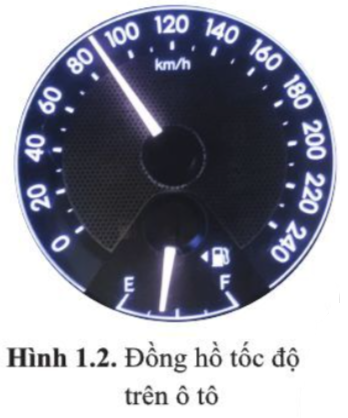 0 20 40 60 80 100 120 140 160 180 200 220 240
km/h
E F
Hình 1.2. Đồng hồ tốc độ
trên ô tô